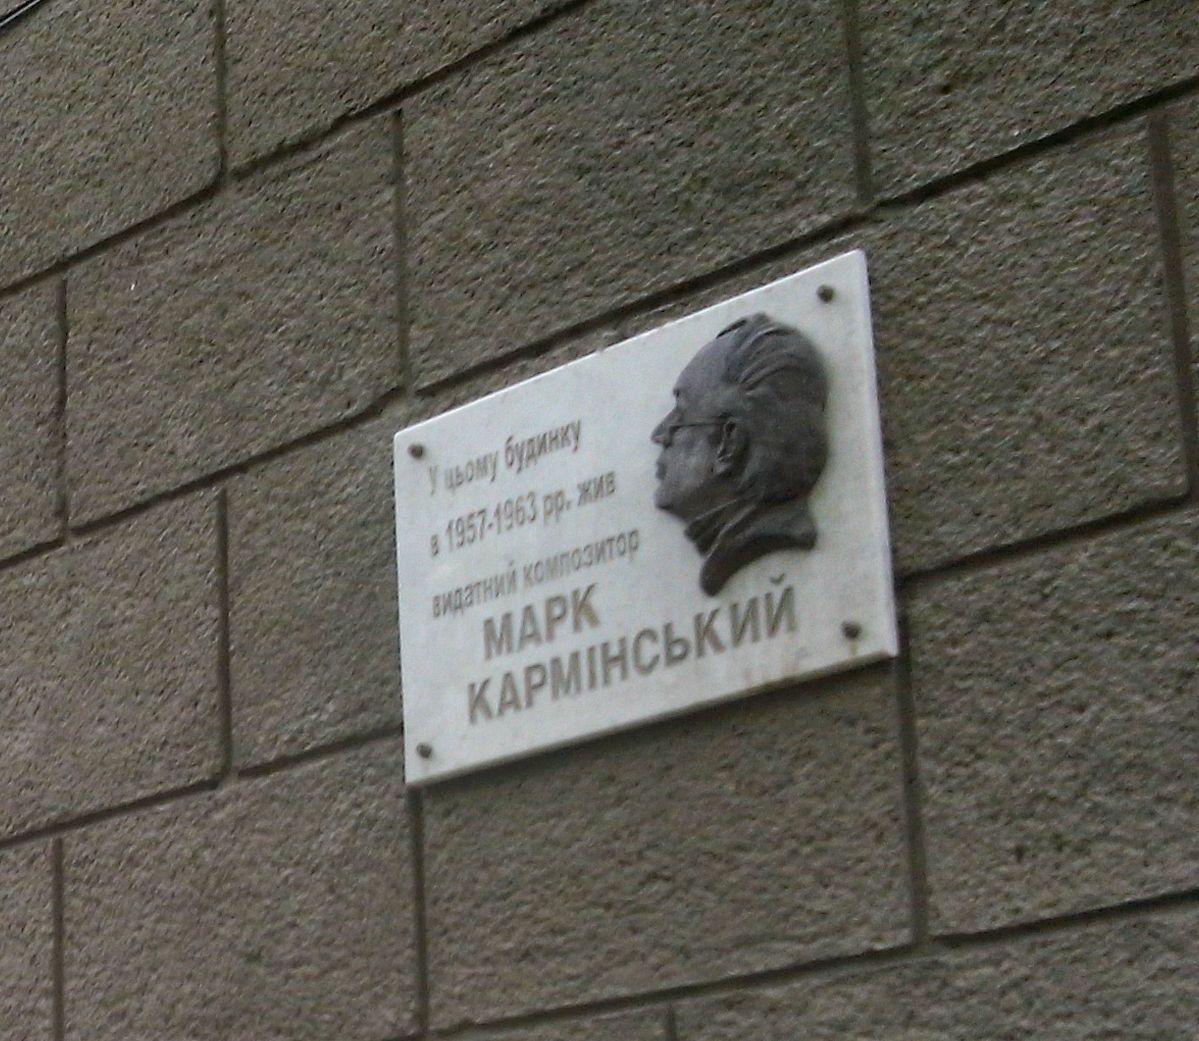 У цьому будинку
в 1957-1963 рр. жив
видатний композитор
МАРК
КАРМІНСЬКИЙ